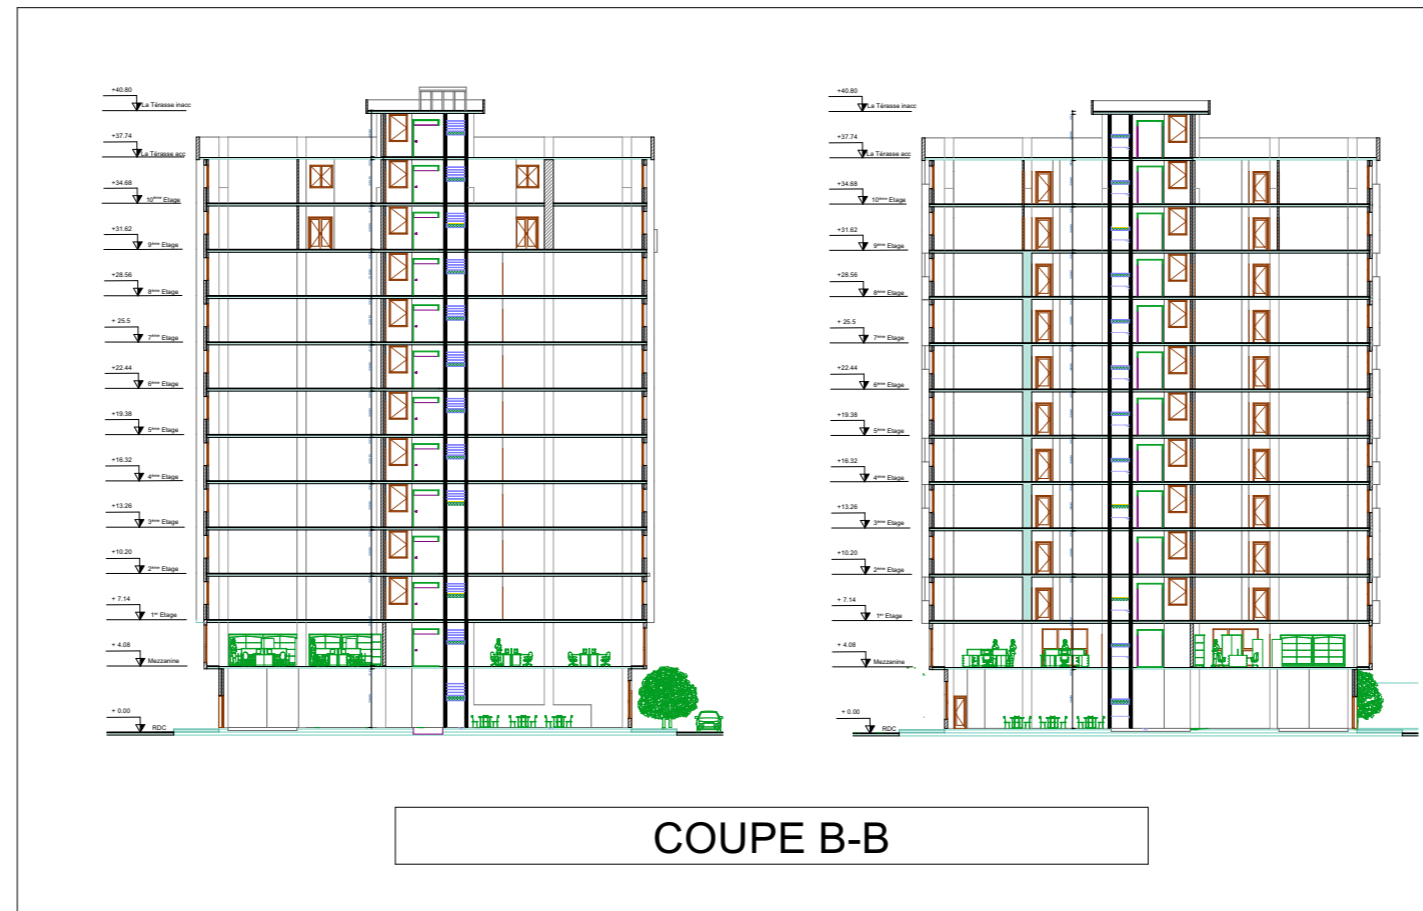 +40.80
La Térasse inacc
+37.74
La Térasse acc
+34.68
10ème Etage
+31.62
9ème Etage
+28.56
8ème Etage
+ 25.5
7ème Etage
+22.44
6ème Etage
+19.38
5ème Etage
+16.32
4ème Etage
+13.26
3ème Etage
+10.20
2ème Etage
+ 7.14
1er Etage
+ 4.08
Mezzanine
+ 0.00
RDC
+40.80
La Térasse inacc
+37.74
La Térasse acc
+34.68
10ème Etage
+31.62
9ème Etage
+28.56
8ème Etage
+ 25.5
7ème Etage
+22.44
6ème Etage
+19.38
5ème Etage
+16.32
4ème Etage
+13.26
3ème Etage
+10.20
2ème Etage
+ 7.14
1er Etage
+ 4.08
Mezzanine
+ 0.00
RDC
COUPE B-B